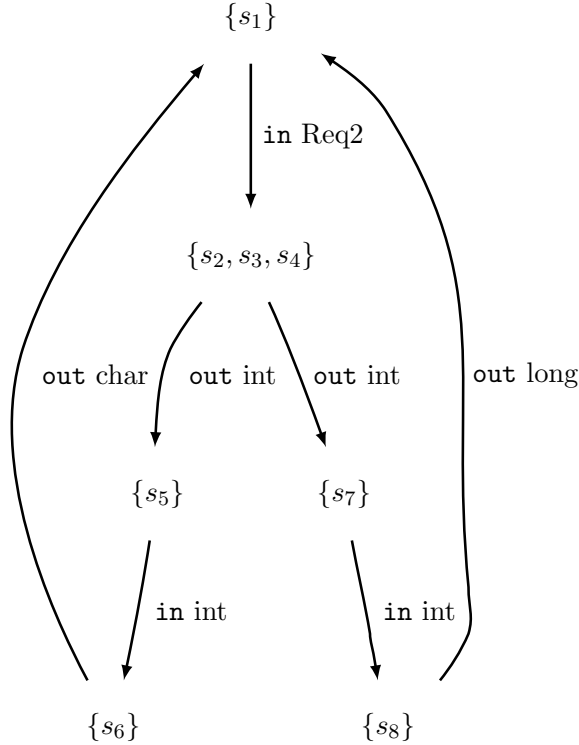 {s₁}
in Req2
{s₂, s₃, s₄}
out char out int out int out long
{s₅} {s₇}
in int in int
{s₆} {s₈}